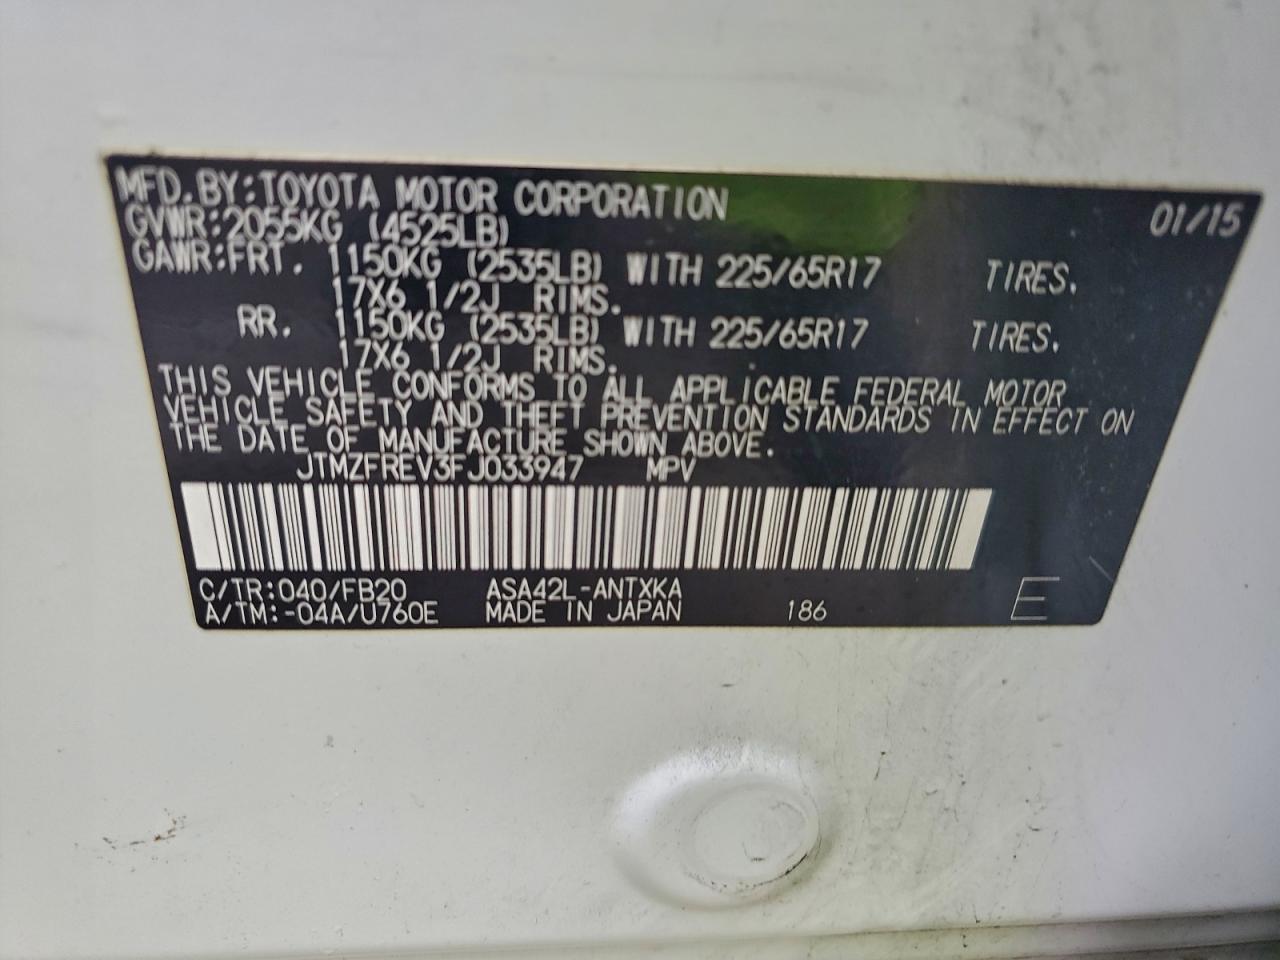 MFD.BY:TOYOTA MOTOR CORPORATION 01/15
GVWR:2055KG (4525LB)
GAWR:FRT. 1150KG (2535LB) WITH 225/65R17 TIRES.
17X6 1/2J RIMS.
RR. 1150KG (2535LB) WITH 225/65R17 TIRES.
17X6 1/2J RIMS.
THIS VEHICLE CONFORMS TO ALL APPLICABLE FEDERAL MOTOR
VEHICLE SAFETY AND THEFT PREVENTION STANDARDS IN EFFECT ON
THE DATE OF MANUFACTURE SHOWN ABOVE.
JTMZFREV3FJ033947 MPV
C/TR:040/FB20 ASA42L-ANTXKA
A/TM:-04A/U760E MADE IN JAPAN 186 E